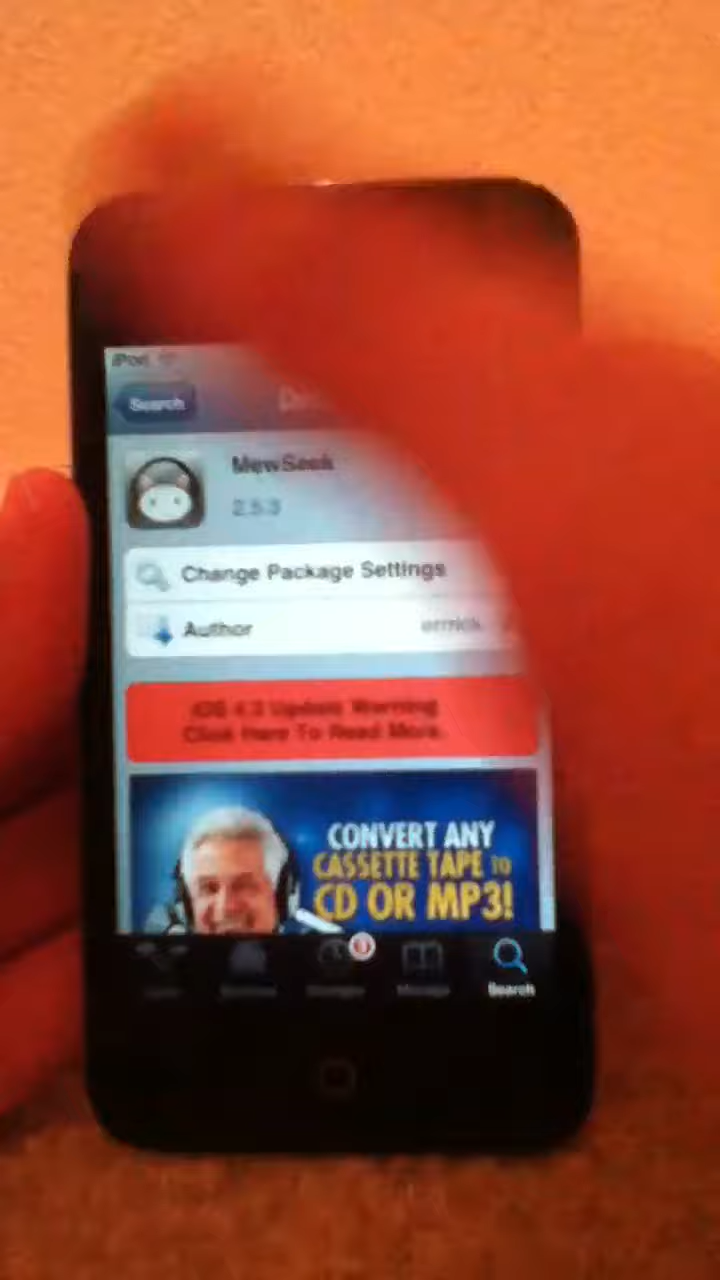 iPod
Search
MewSeek
2.5.3
Change Package Settings
Author
iOS 4.3 Update Warning
Click Here To Read More.
CONVERT ANY
CASSETTE TAPE TO
CD OR MP3!
Search